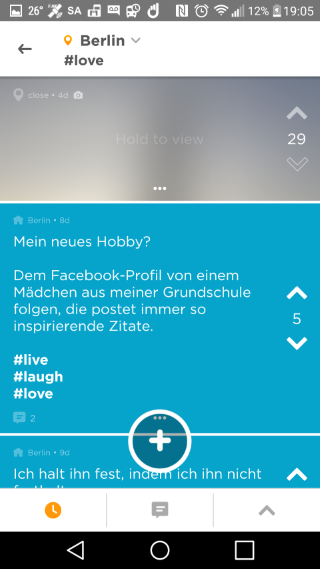 26° SA 12% 19:05
Berlin
#love
close • 4d
Hold to view
29
Berlin • 8d
Mein neues Hobby?
Dem Facebook-Profil von einem
Mädchen aus meiner Grundschule
folgen, die postet immer so
inspirierende Zitate.
5
#live
#laugh
#love
2
Berlin • 9d
Ich halt ihn fest, indem ich ihn nicht